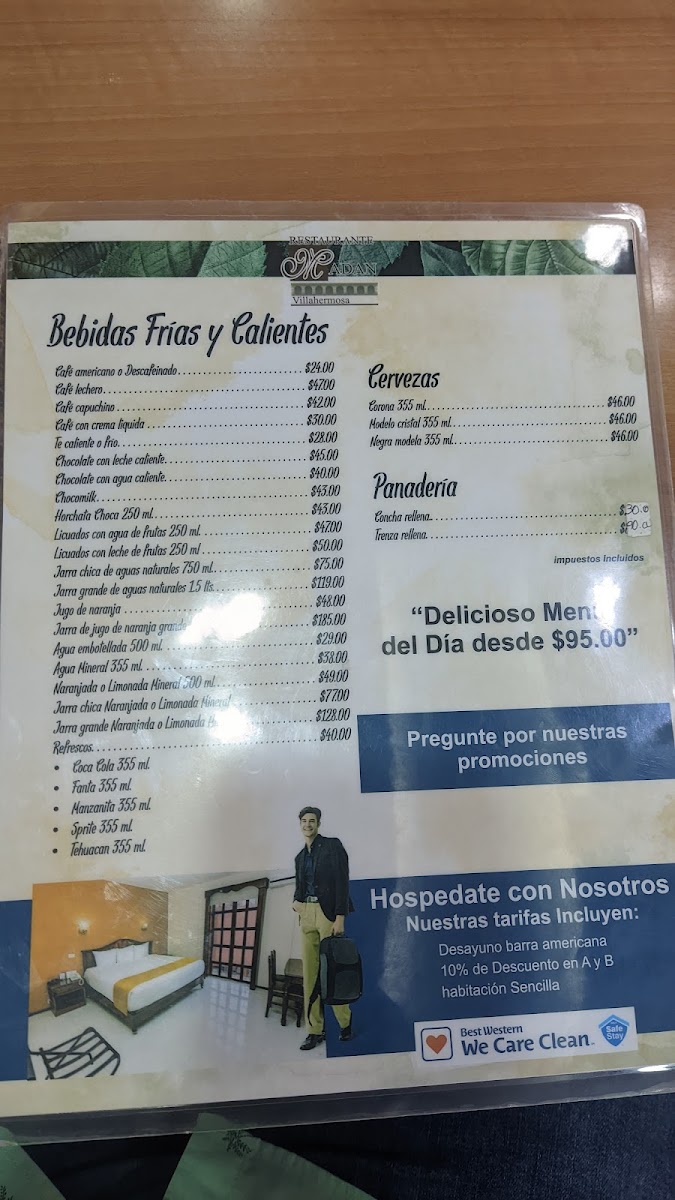 RESTAURANTE
MADAN
Villahermosa
Bebidas Frías y Calientes
Café americano o Descafeinado $24.00
Café lechero $47.00
Café capuchino $42.00
Café con crema liquida $30.00
Te caliente o frío $28.00
Chocolate con leche caliente $45.00
Chocolate con agua caliente $40.00
Chocomilk $43.00
Horchata Choca 250 ml. $43.00
Licuados con agua de frutas 250 ml. $47.00
Licuados con leche de frutas 250 ml $50.00
Jarra chica de aguas naturales 750 ml. $75.00
Jarra grande de aguas naturales 1.5 lts. $119.00
Jugo de naranja $48.00
Jarra de jugo de naranja grande $185.00
Agua embotellada 500 ml. $29.00
Agua Mineral 355 ml. $38.00
Naranjada o Limonada Mineral 500 ml. $49.00
Jarra chica Naranjada o Limonada Mineral $77.00
Jarra grande Naranjada o Limonada $128.00
Refrescos $40.00
• Coca Cola 355 ml.
• Fanta 355 ml.
• Manzanita 355 ml.
• Sprite 355 ml.
• Tehuacan 355 ml.
Cervezas
Corona 355 ml. $46.00
Modelo cristal 355 ml. $46.00
Negra modelo 355 ml. $46.00
Panadería
Concha rellena $30.0
Trenza rellena $90.0
impuestos Incluidos
“Delicioso Menú
del Día desde $95.00”
Pregunte por nuestras
promociones
Hospedate con Nosotros
Nuestras tarifas Incluyen:
Desayuno barra americana
10% de Descuento en A y B
habitación Sencilla
Best Western
We Care Clean
Safe
Stay